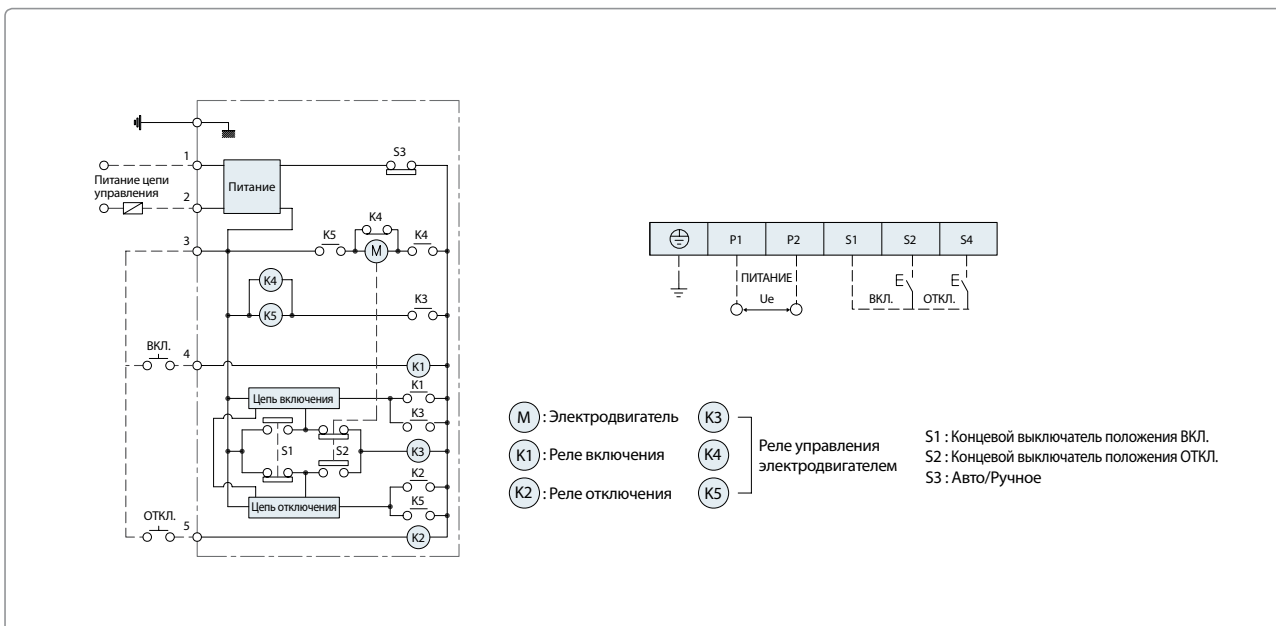 S3
1
Питание цепи
управления
Питание
2
K4
3
K5
M
K4
K4
K3
K5
ВКЛ.
4
K1
K1
Цепь включения
K3
S1
S2
K3
K2
Цепь отключения
K5
ОТКЛ.
5
K2
P1
P2
S1
S2
S4
ПИТАНИЕ
Ue
ВКЛ.
ОТКЛ.
M : Электродвигатель
K1 : Реле включения
K2 : Реле отключения
K3
K4
K5
Реле управления
электродвигателем
S1 : Концевой выключатель положения ВКЛ.
S2 : Концевой выключатель положения ОТКЛ.
S3 : Авто/Ручное